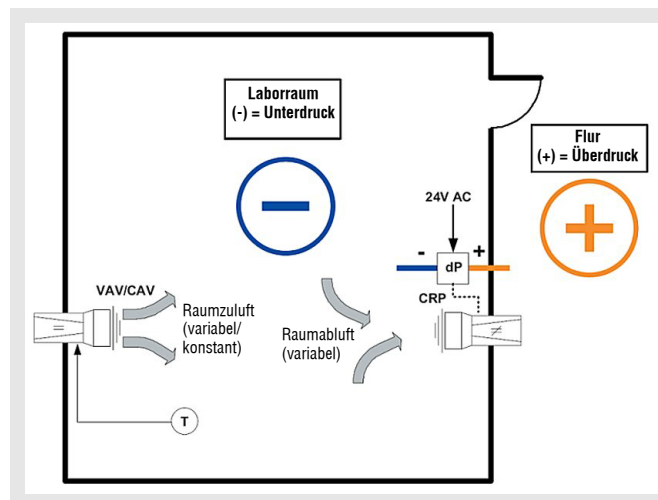 Laborraum
(-) = Unterdruck
Flur
(+) = Überdruck
24V AC
- +
dP
CRP
VAV/CAV
Raumzuluft
(variabel/
konstant)
Raumabluft
(variabel)
=
≠
T